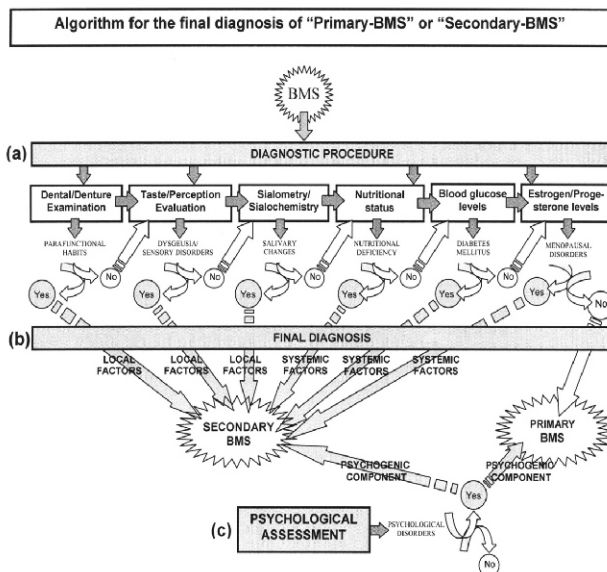 Algorithm for the final diagnosis of “Primary-BMS” or “Secondary-BMS”
BMS
(a)
DIAGNOSTIC PROCEDURE
Dental/Denture
Examination
Taste/Perception
Evaluation
Sialometry/
Sialochemistry
Nutritional
status
Blood glucose
levels
Estrogen/Proge-
sterone levels
PARAFUNCTIONAL
HABITS
DYSGEUSIA/
SENSORY DISORDERS
SALIVARY
CHANGES
NUTRITIONAL
DEFICIENCY
DIABETES
MELLITUS
MENOPAUSAL
DISORDERS
No
No
No
No
No
No
Yes
Yes
Yes
Yes
Yes
Yes
(b)
FINAL DIAGNOSIS
LOCAL
FACTORS
LOCAL
FACTORS
LOCAL
FACTORS
SYSTEMIC
FACTORS
SYSTEMIC
FACTORS
SYSTEMIC
FACTORS
SECONDARY
BMS
PRIMARY
BMS
PSYCHOGENIC
COMPONENT
PSYCHOGENIC
COMPONENT
Yes
(c)
PSYCHOLOGICAL
ASSESSMENT
PSYCHOLOGICAL
DISORDERS
No